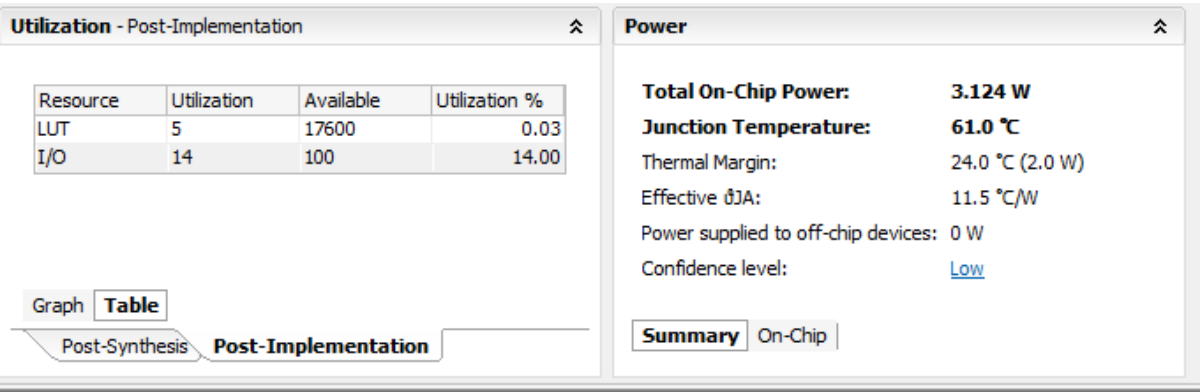 Utilization - Post-Implementation
Resource Utilization Available Utilization %
LUT 5 17600 0.03
I/O 14 100 14.00
Graph Table
Post-Synthesis Post-Implementation
Power
Total On-Chip Power: 3.124 W
Junction Temperature: 61.0 °C
Thermal Margin: 24.0 °C (2.0 W)
Effective ϑJA: 11.5 °C/W
Power supplied to off-chip devices: 0 W
Confidence level: Low
Summary On-Chip